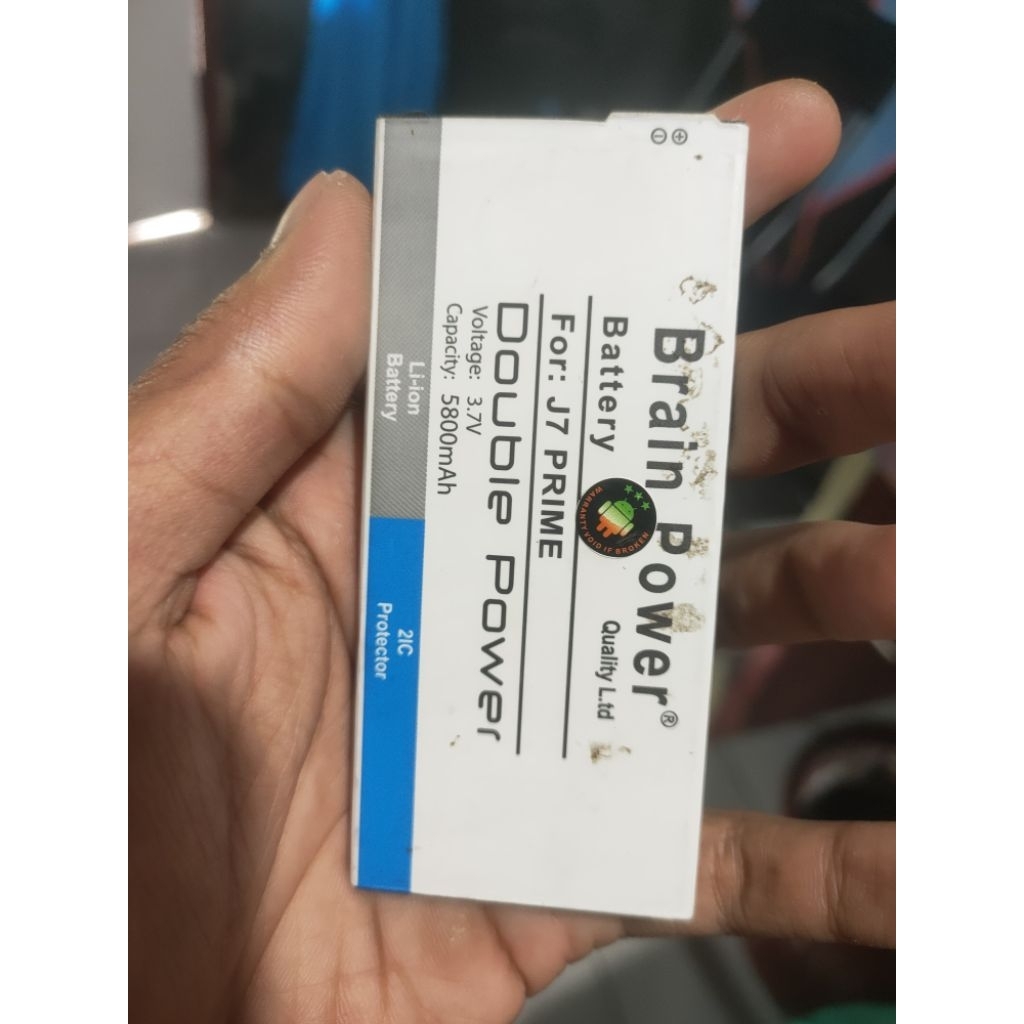 ⊕
⊖
Brain Power®
Battery Quality L.td
WARRANTY VOID IF BROKEN
For: J7 PRIME
Double Power
Voltage: 3.7V
Capacity: 5800mAh
Li-ion
Battery
2IC
Protector